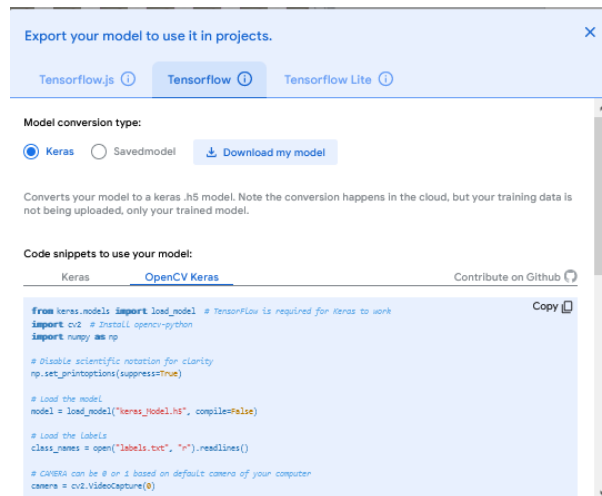 Export your model to use it in projects.
Tensorflow.js
Tensorflow
Tensorflow Lite
Model conversion type:
Keras
Savedmodel
Download my model
Converts your model to a keras .h5 model. Note the conversion happens in the cloud, but your training data is
not being uploaded, only your trained model.
Code snippets to use your model:
Keras
OpenCV Keras
Contribute on Github
Copy
from keras.models import load_model # TensorFlow is required for Keras to work
import cv2 # Install opencv-python
import numpy as np
# Disable scientific notation for clarity
np.set_printoptions(suppress=True)
# Load the model
model = load_model("keras_Model.h5", compile=False)
# Load the labels
class_names = open("labels.txt", "r").readlines()
# CAMERA can be 0 or 1 based on default camera of your computer
camera = cv2.VideoCapture(0)